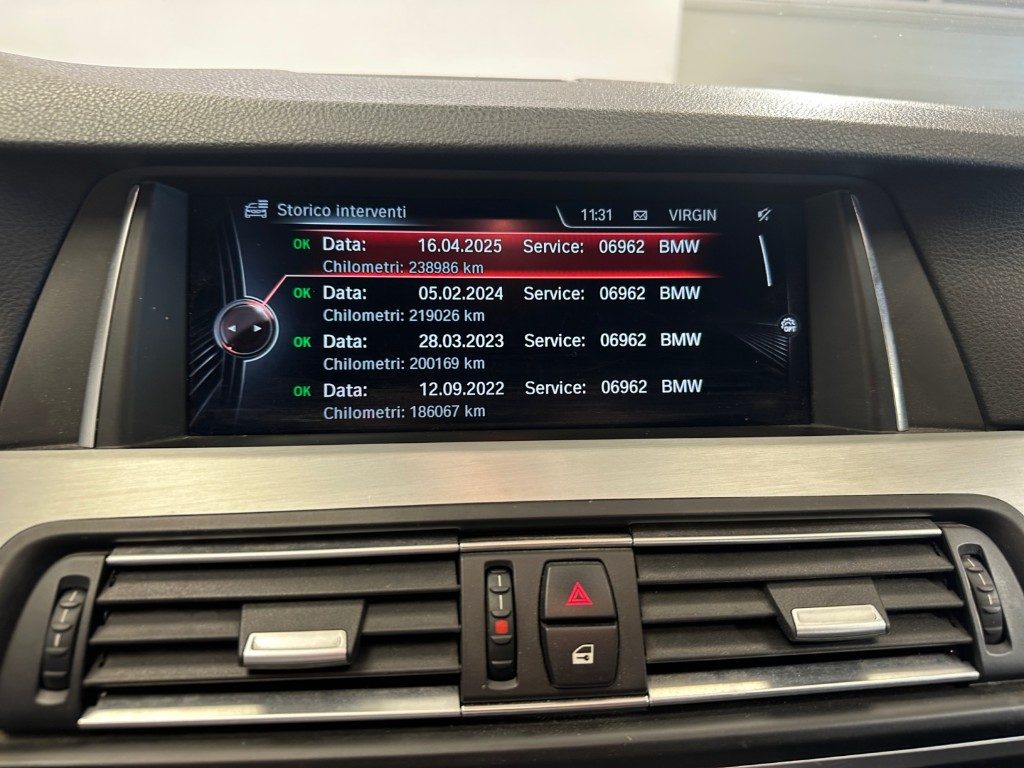 Storico interventi 11:31 VIRGIN
OK Data: 16.04.2025 Service: 06962 BMW
Chilometri: 238986 km
OK Data: 05.02.2024 Service: 06962 BMW
Chilometri: 219026 km
OPT
OK Data: 28.03.2023 Service: 06962 BMW
Chilometri: 200169 km
OK Data: 12.09.2022 Service: 06962 BMW
Chilometri: 186067 km